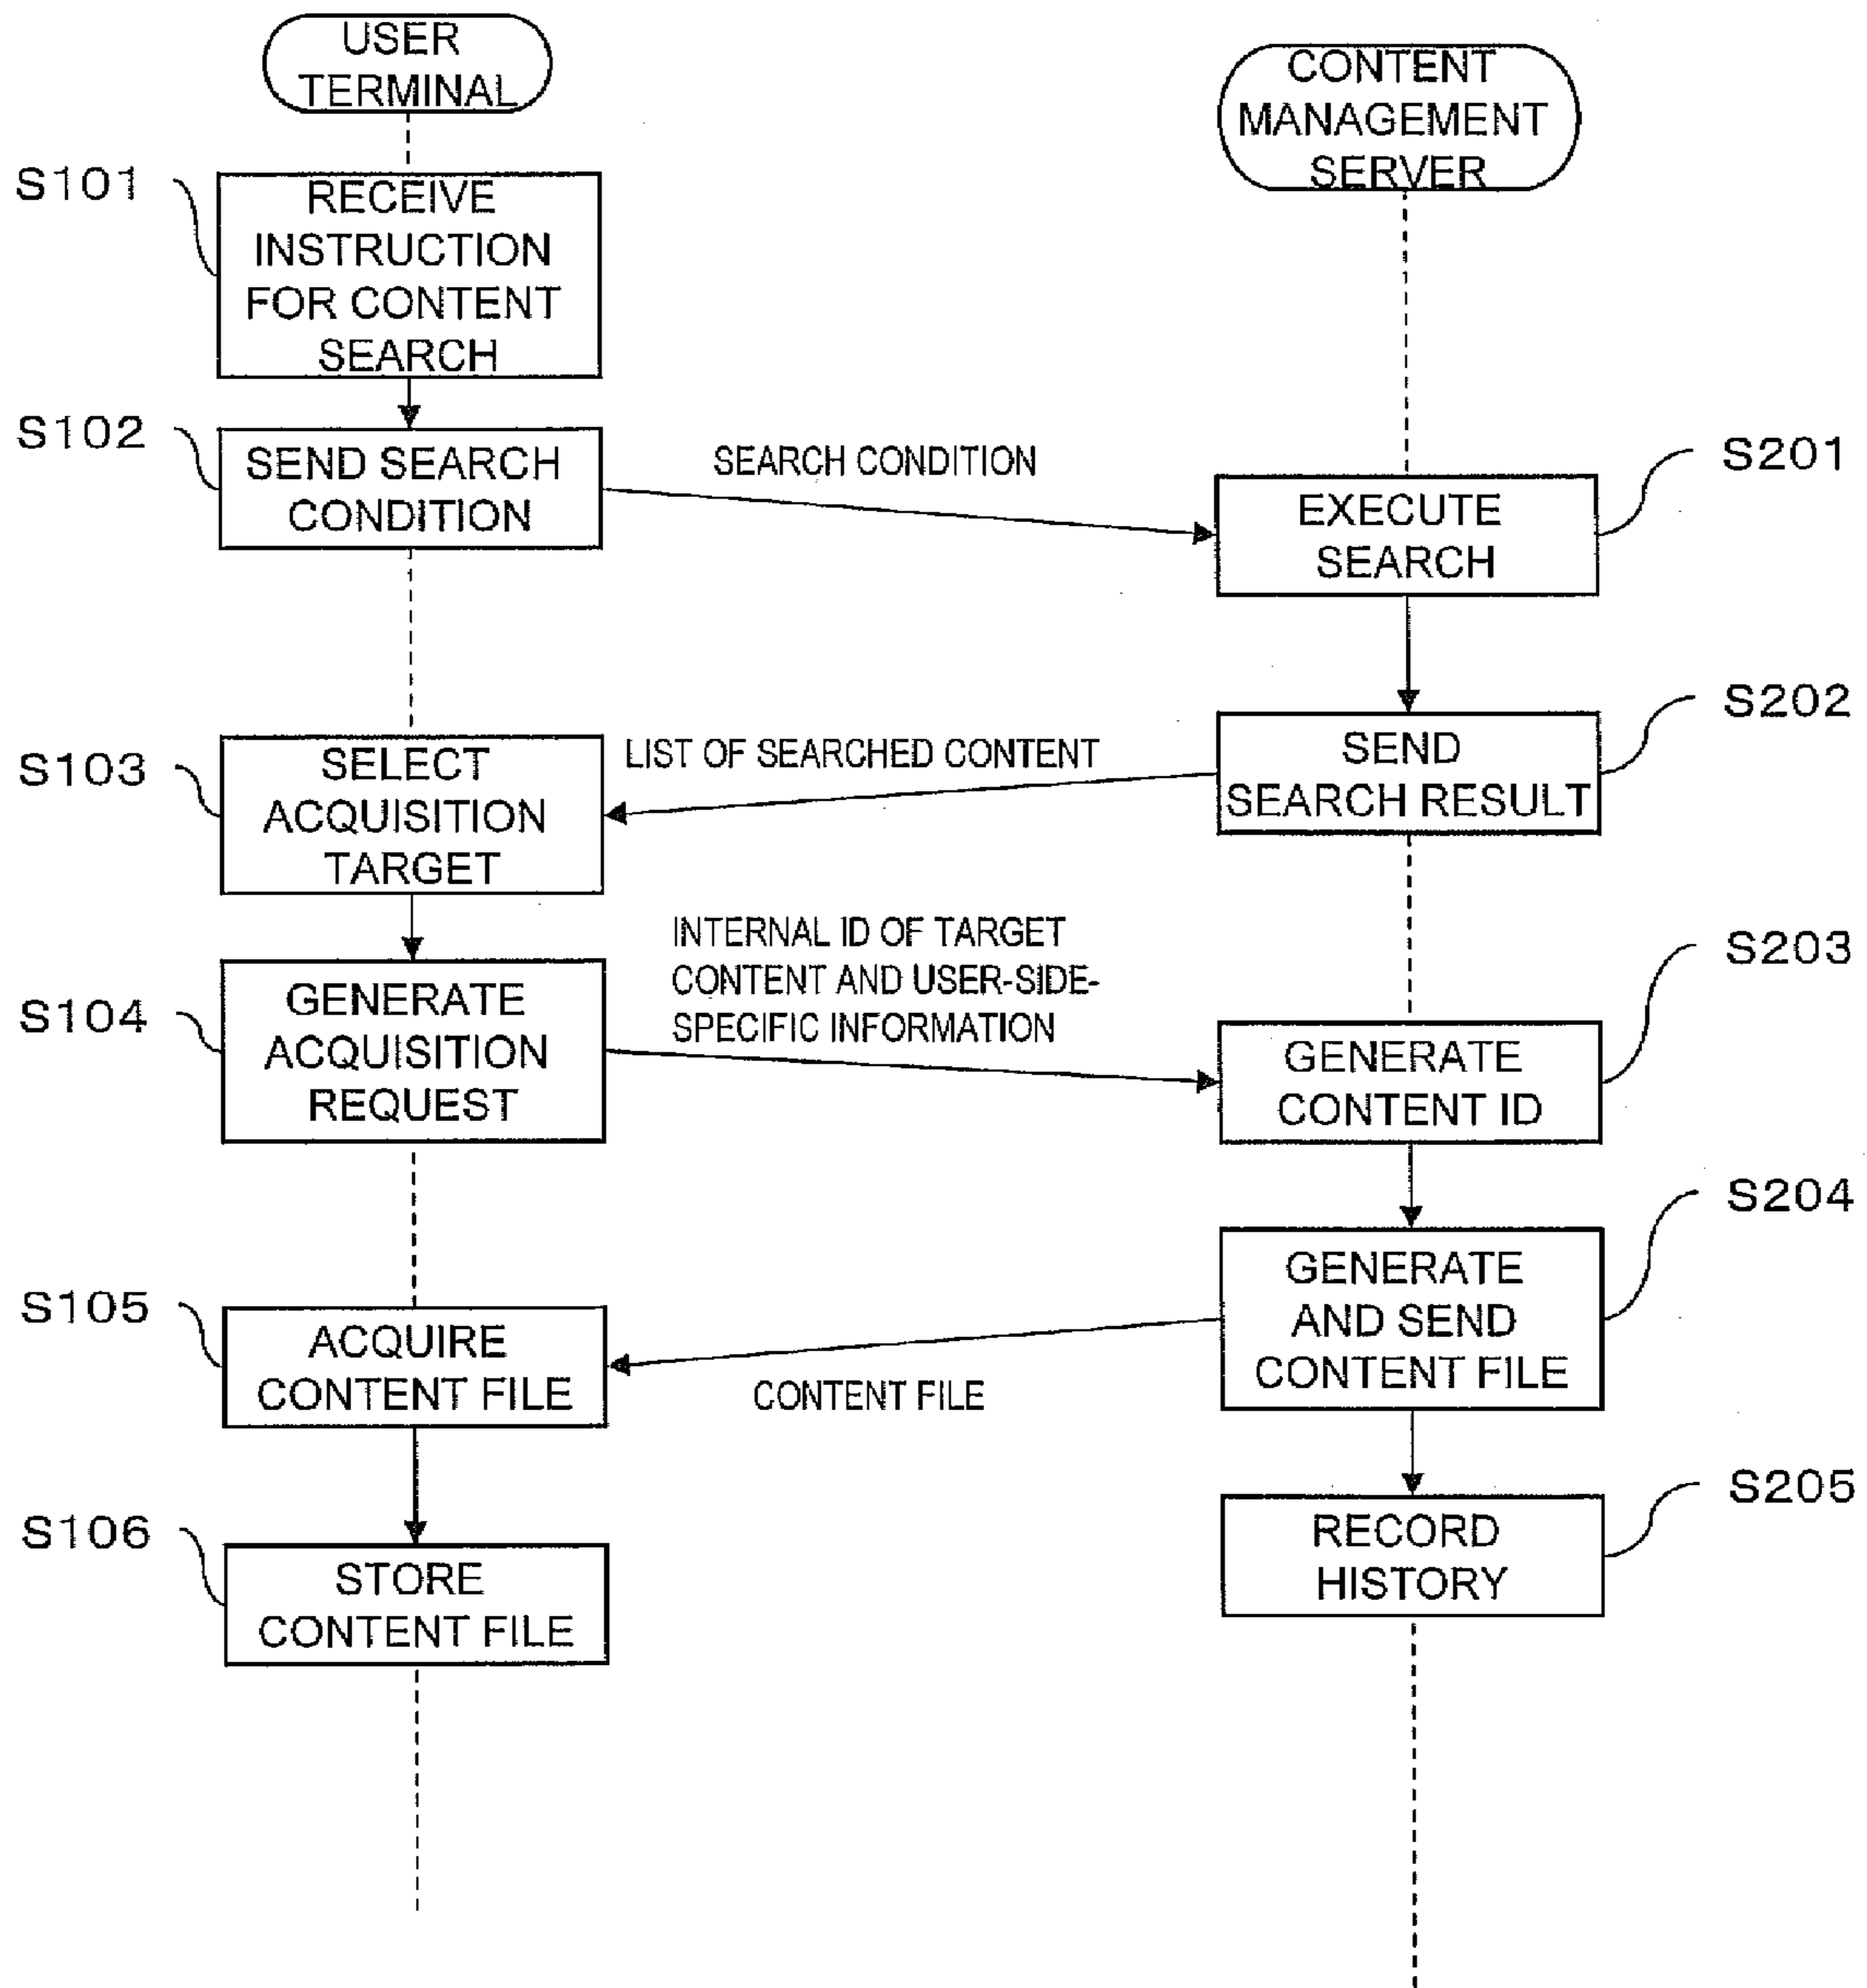 USER
TERMINAL
CONTENT
MANAGEMENT
SERVER
S101
RECEIVE
INSTRUCTION
FOR CONTENT
SEARCH
S102
SEND SEARCH
CONDITION
SEARCH CONDITION
S201
EXECUTE
SEARCH
S202
SEND
SEARCH RESULT
LIST OF SEARCHED CONTENT
S103
SELECT
ACQUISITION
TARGET
S104
GENERATE
ACQUISITION
REQUEST
INTERNAL ID OF TARGET
CONTENT AND USER-SIDE-
SPECIFIC INFORMATION
S203
GENERATE
CONTENT ID
S204
GENERATE
AND SEND
CONTENT FILE
S105
ACQUIRE
CONTENT FILE
CONTENT FILE
S205
RECORD
HISTORY
S106
STORE
CONTENT FILE